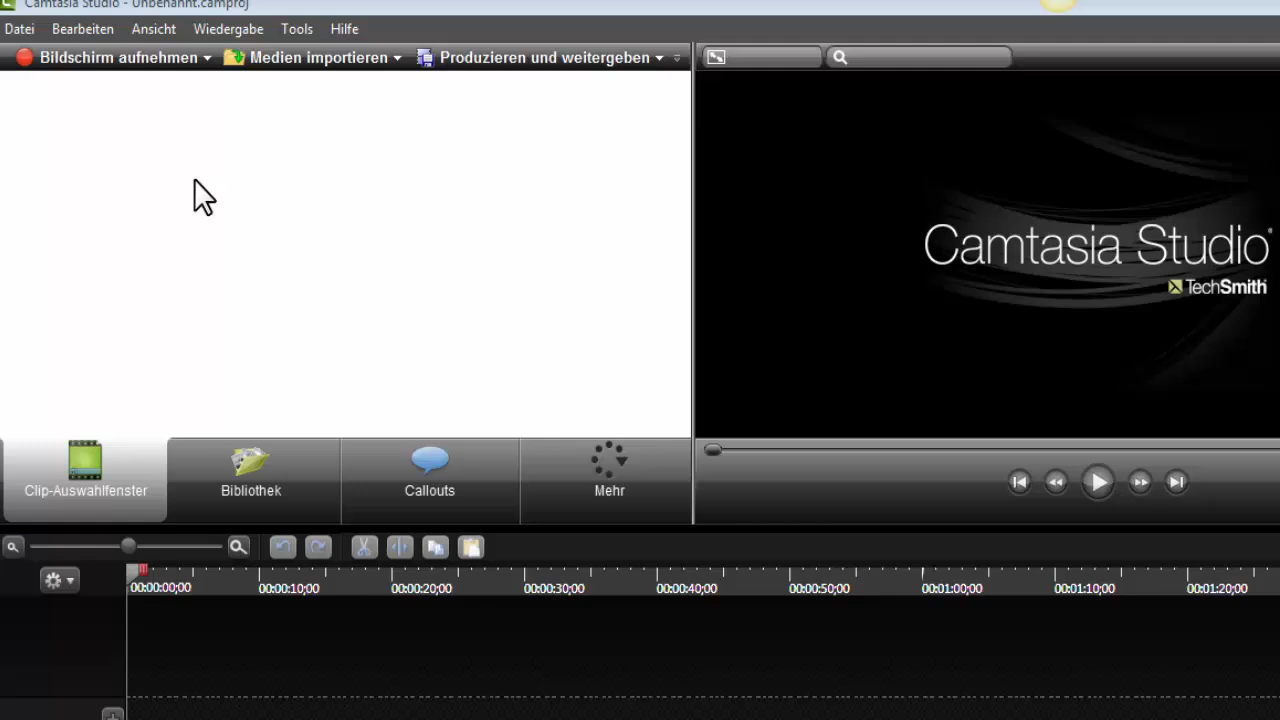 Camtasia Studio - Unbenannt.camproj
Datei Bearbeiten Ansicht Wiedergabe Tools Hilfe
Bildschirm aufnehmen Medien importieren Produzieren und weitergeben
Camtasia Studio®
TechSmith
Clip-Auswahlfenster Bibliothek Callouts Mehr
00:00:00;00 00:00:10;00 00:00:20;00 00:00:30;00 00:00:40;00 00:00:50;00 00:01:00;00 00:01:10;00 00:01:20;00